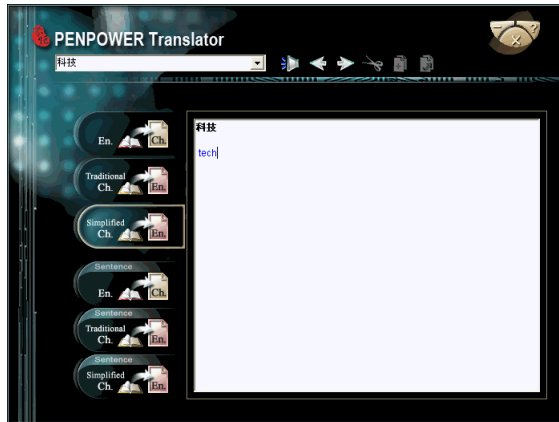 PENPOWER Translator
科技
En. Ch.
Traditional
Ch. En.
Simplified
Ch. En.
Sentence
En. Ch.
Sentence
Traditional
Ch. En.
Sentence
Simplified
Ch. En.
科技
tech